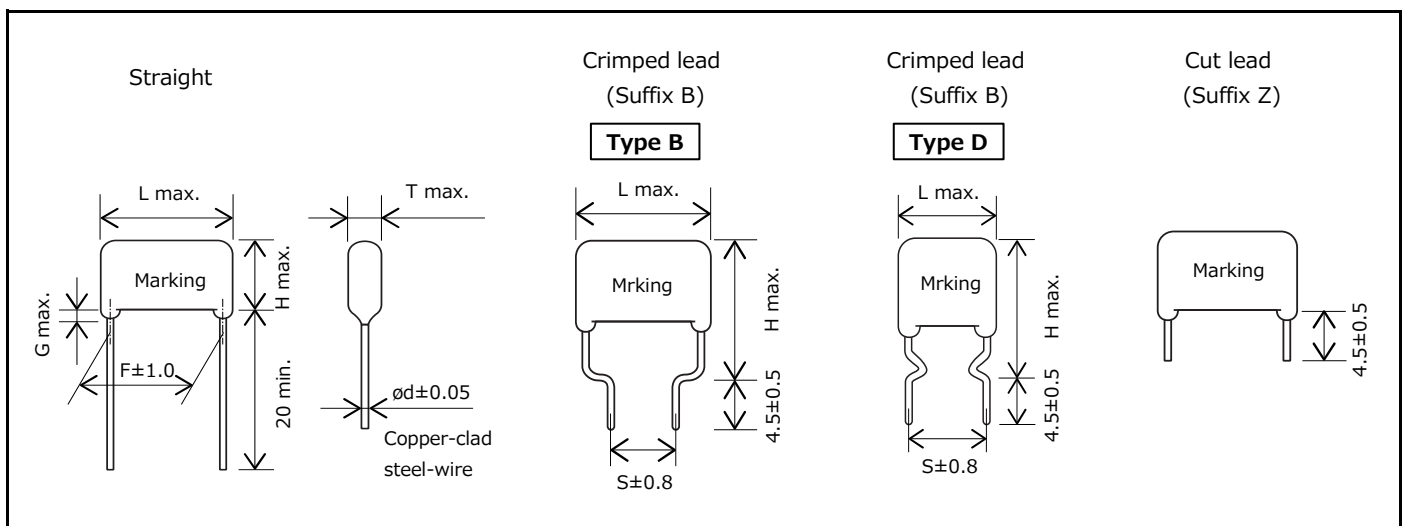 Straight
L max.
T max.
Marking
H max.
G max.
F±1.0
20 min.
ød±0.05
Copper-clad
steel-wire
Crimped lead
(Suffix B)
Type B
L max.
Mrking
H max.
4.5±0.5
S±0.8
Crimped lead
(Suffix B)
Type D
L max.
Mrking
H max.
4.5±0.5
S±0.8
Cut lead
(Suffix Z)
Marking
4.5±0.5